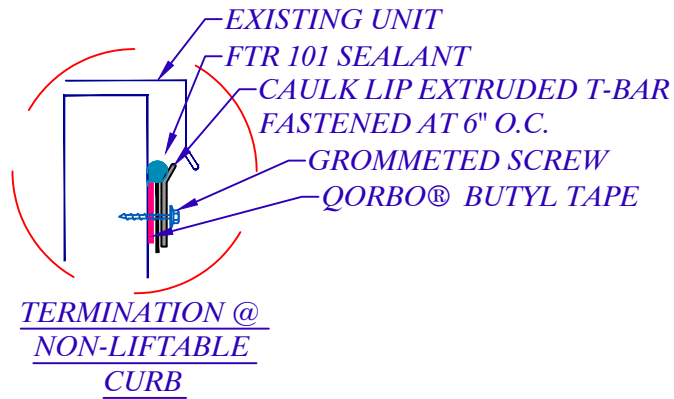 EXISTING UNIT
FTR 101 SEALANT
CAULK LIP EXTRUDED T-BAR
FASTENED AT 6" O.C.
GROMMETED SCREW
QORBO® BUTYL TAPE
TERMINATION @
NON-LIFTABLE
CURB